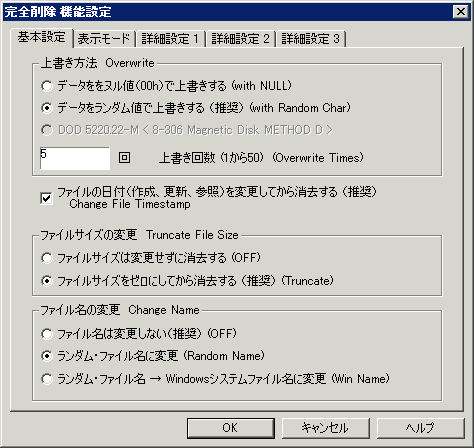 完全削除 機能設定
基本設定 表示モード 詳細設定 1 詳細設定 2 詳細設定 3
上書き方法 Overwrite
データををヌル値(00h)で上書きする (with NULL)
データをランダム値で上書きする (推奨) (with Random Char)
DOD 5220.22-M < 8-306 Magnetic Disk METHOD D >
5 回 上書き回数 (1から50) (Overwrite Times)
ファイルの日付(作成、更新、参照)を変更してから消去する (推奨)
Change File Timestamp
ファイルサイズの変更 Truncate File Size
ファイルサイズは変更せずに消去する (OFF)
ファイルサイズをゼロにしてから消去する (推奨) (Truncate)
ファイル名の変更 Change Name
ファイル名は変更しない(推奨) (OFF)
ランダム・ファイル名に変更 (Random Name)
ランダム・ファイル名 → Windowsシステムファイル名に変更 (Win Name)
OK キャンセル ヘルプ